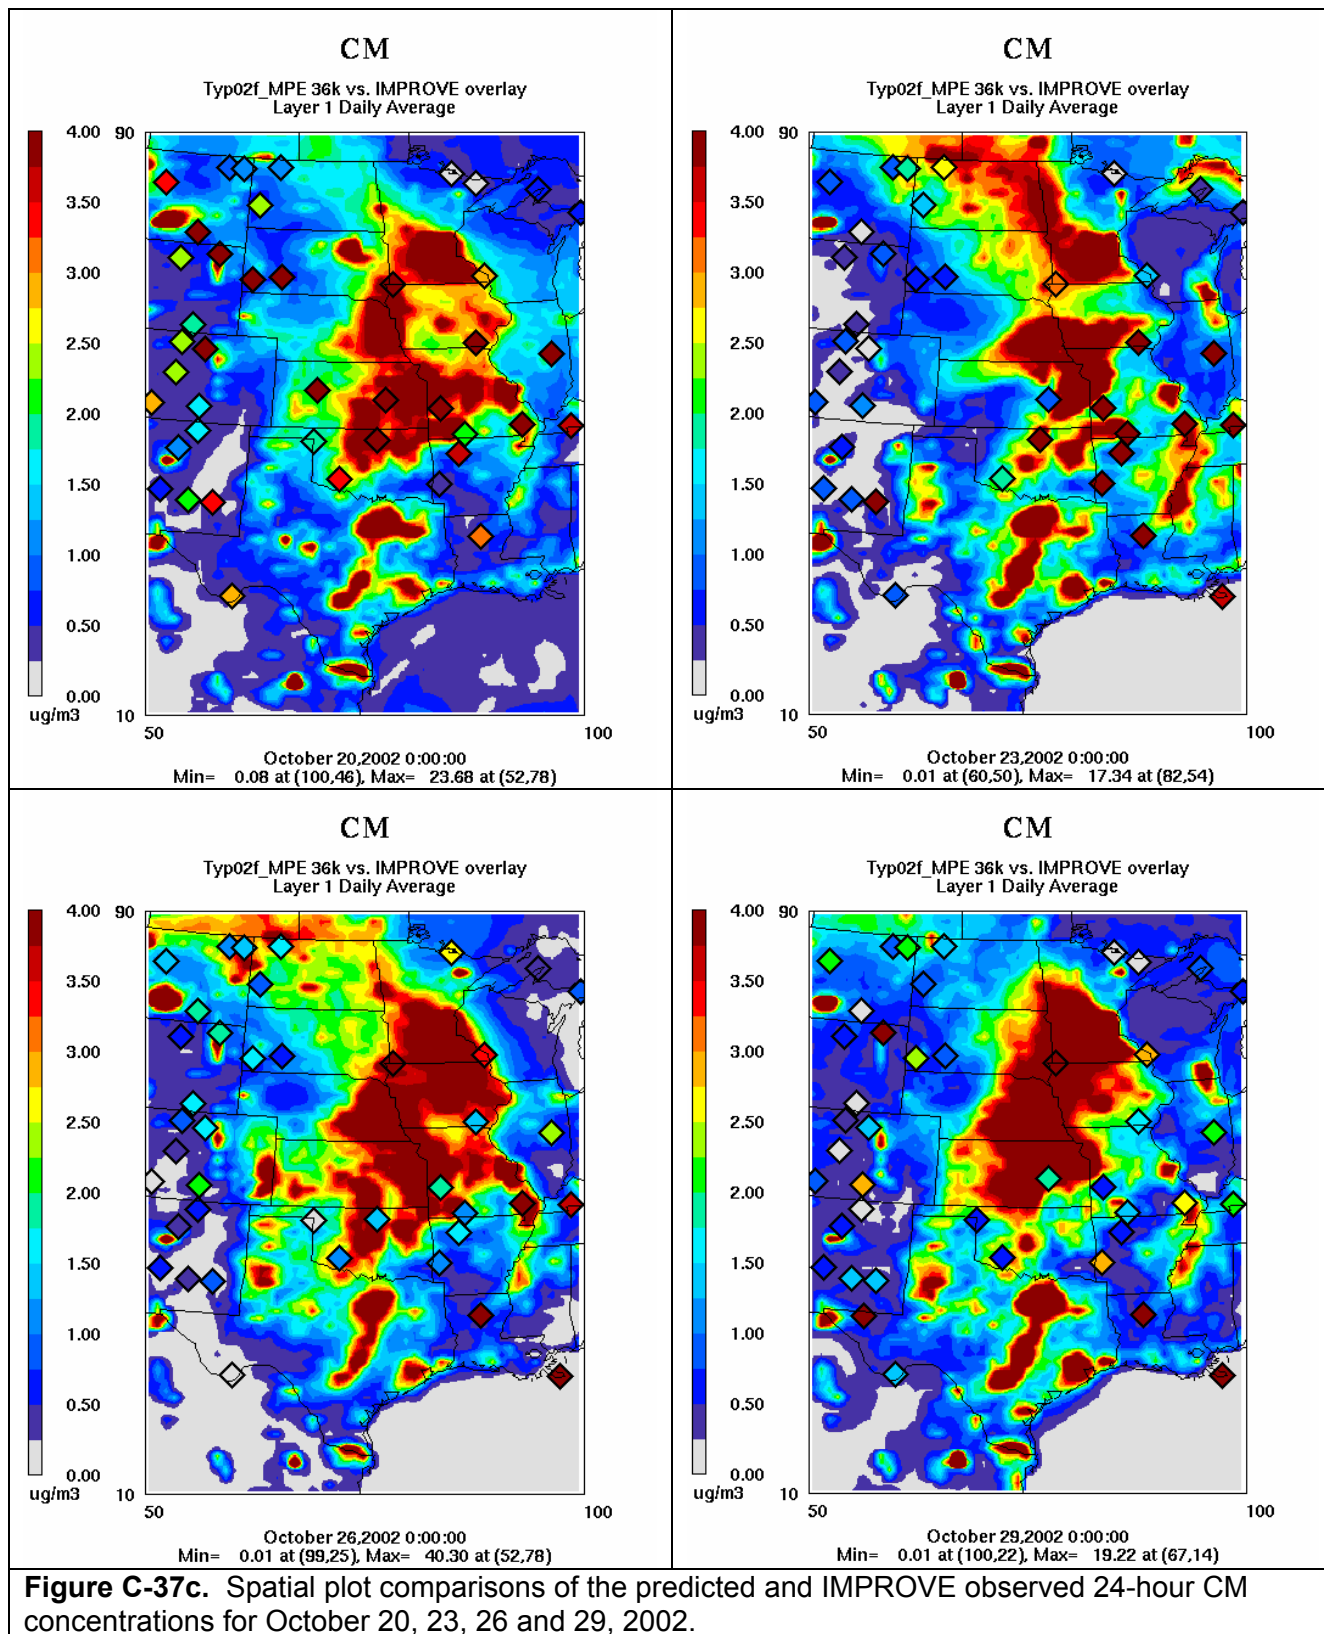 CM
Typ02f_MPE 36k vs. IMPROVE overlay
Layer 1 Daily Average
4.00
3.50
3.00
2.50
2.00
1.50
1.00
0.50
0.00
ug/m3
90
10
50
100
October 20,2002 0:00:00
Min= 0.08 at (100,46), Max= 23.68 at (52,78)
CM
Typ02f_MPE 36k vs. IMPROVE overlay
Layer 1 Daily Average
4.00
3.50
3.00
2.50
2.00
1.50
1.00
0.50
0.00
ug/m3
90
10
50
100
October 23,2002 0:00:00
Min= 0.01 at (60,50), Max= 17.34 at (82,54)
CM
Typ02f_MPE 36k vs. IMPROVE overlay
Layer 1 Daily Average
4.00
3.50
3.00
2.50
2.00
1.50
1.00
0.50
0.00
ug/m3
90
10
50
100
October 26,2002 0:00:00
Min= 0.01 at (99,25), Max= 40.30 at (52,78)
CM
Typ02f_MPE 36k vs. IMPROVE overlay
Layer 1 Daily Average
4.00
3.50
3.00
2.50
2.00
1.50
1.00
0.50
0.00
ug/m3
90
10
50
100
October 29,2002 0:00:00
Min= 0.01 at (100,22), Max= 19.22 at (67,14)
Figure C-37c. Spatial plot comparisons of the predicted and IMPROVE observed 24-hour CM
concentrations for October 20, 23, 26 and 29, 2002.